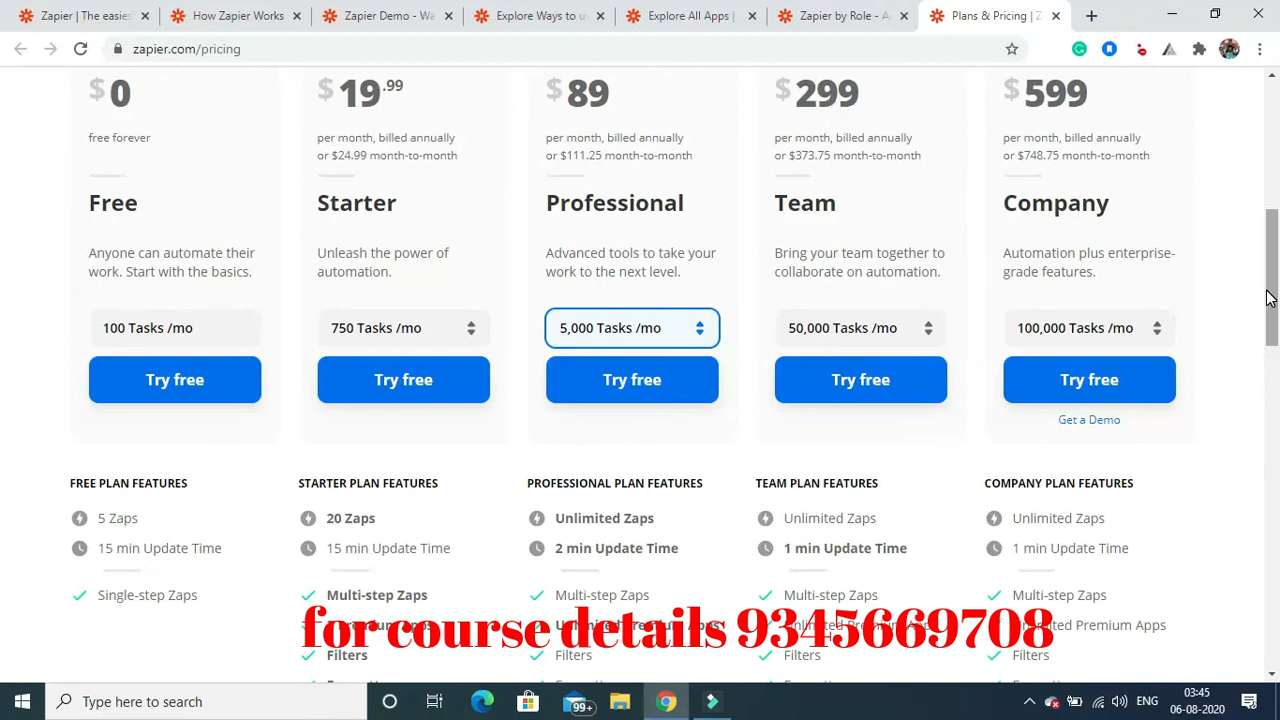 Zapier | The easies
How Zapier Works
Zapier Demo - Wa
Explore Ways to u
Explore All Apps |
Zapier by Role - A
Plans & Pricing | Z
zapier.com/pricing
$0
$19.99
$89
$299
$599
free forever
per month, billed annually
or $24.99 month-to-month
per month, billed annually
or $111.25 month-to-month
per month, billed annually
or $373.75 month-to-month
per month, billed annually
or $748.75 month-to-month
Free
Starter
Professional
Team
Company
Anyone can automate their
work. Start with the basics.
Unleash the power of
automation.
Advanced tools to take your
work to the next level.
Bring your team together to
collaborate on automation.
Automation plus enterprise-
grade features.
100 Tasks /mo
750 Tasks /mo
5,000 Tasks /mo
50,000 Tasks /mo
100,000 Tasks /mo
Try free
Try free
Try free
Try free
Try free
Get a Demo
FREE PLAN FEATURES
STARTER PLAN FEATURES
PROFESSIONAL PLAN FEATURES
TEAM PLAN FEATURES
COMPANY PLAN FEATURES
5 Zaps
20 Zaps
Unlimited Zaps
Unlimited Zaps
Unlimited Zaps
15 min Update Time
15 min Update Time
2 min Update Time
1 min Update Time
1 min Update Time
Single-step Zaps
Multi-step Zaps
Multi-step Zaps
Multi-step Zaps
Multi-step Zaps
Premium Apps
for course details 9345669708
Filters
Filters
Filters
Filters
Type here to search
99+
ENG
03:45
06-08-2020